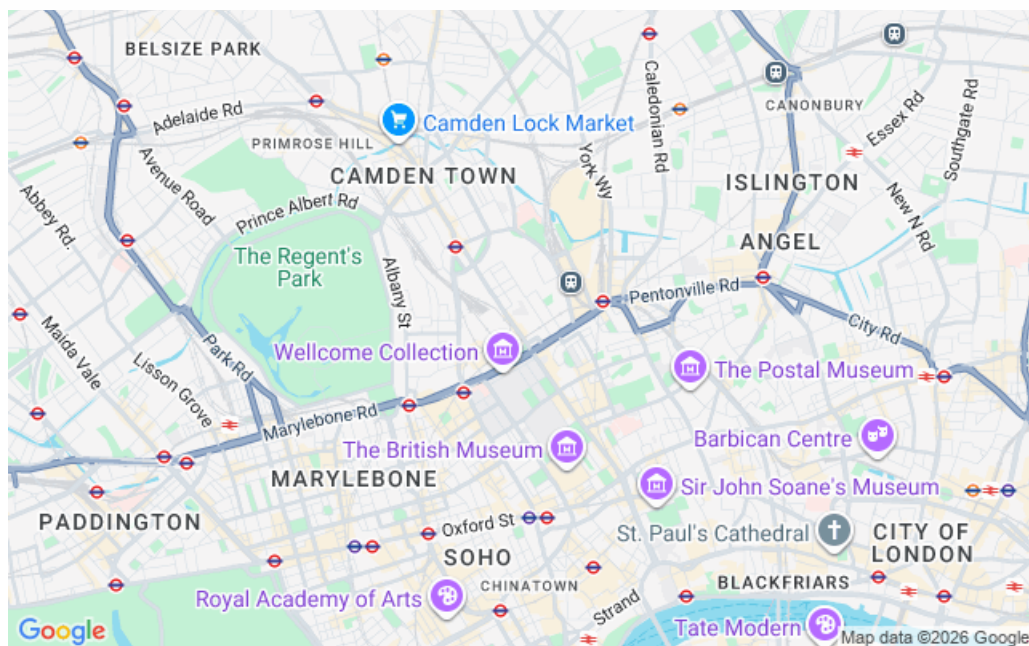 BELSIZE PARK
Adelaide Rd
Camden Lock Market
Caledonian Rd
CANONBURY
Essex Rd
Southgate Rd
PRIMROSE HILL
Avenue Road
York Wy
CAMDEN TOWN
ISLINGTON
Abbey Rd.
Prince Albert Rd
New N Rd
ANGEL
The Regent's
Park
Albany St
Pentonville Rd
City Rd
Maida Vale
Park Rd
Wellcome Collection
Lisson Grove
The Postal Museum
Marylebone Rd
Barbican Centre
The British Museum
MARYLEBONE
Sir John Soane's Museum
PADDINGTON
Oxford St
St. Paul's Cathedral
CITY OF
LONDON
SOHO
CHINATOWN
BLACKFRIARS
Royal Academy of Arts
Strand
Tate Modern
Google
Map data ©2026 Google